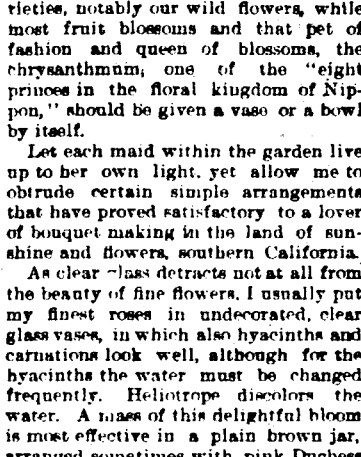 rieties, notably our wild flowers, while
most fruit blossoms and that pet of
fashion and queen of blossoms, the
chrysanthmum, one of the "eight
princes in the floral kingdom of Nip-
pon," should be given a vase or a bowl
by itself.
Let each maid within the garden live
up to her own light. yet allow me to
obtrude certain simple arrangements
that have proved satisfactory to a lover
of bouquet making in the land of sun-
shine and flowers, southern California.
As clear glass detracts not at all from
the beauty of fine flowers, I usually put
my finest roses in undecorated, clear
glass vases, in which also hyacinths and
carnations look well, although for the
hyacinths the water must be changed
frequently. Heliotrope discolors the
water. A mass of this delightful bloom
is most effective in a plain brown jar,
arranged sometimes with pink Duchess